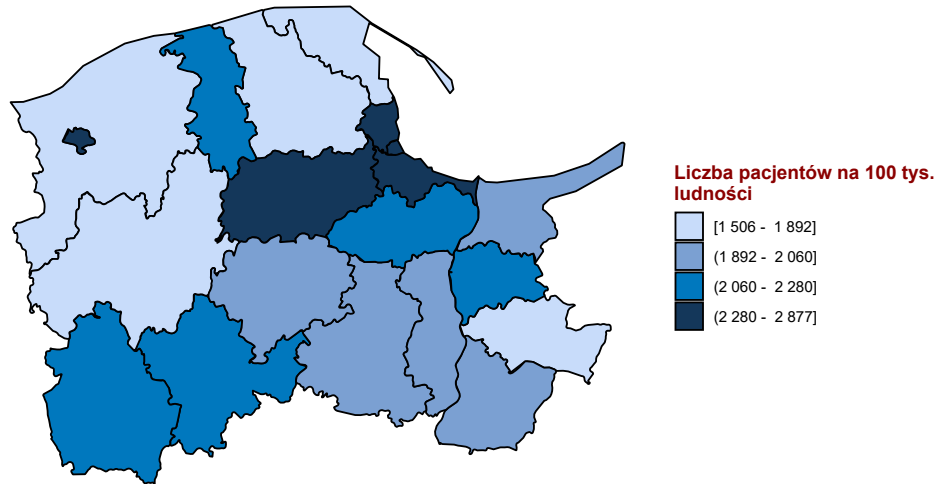 Liczba pacjentów na 100 tys.
ludności
[1 506 - 1 892]
(1 892 - 2 060]
(2 060 - 2 280]
(2 280 - 2 877]